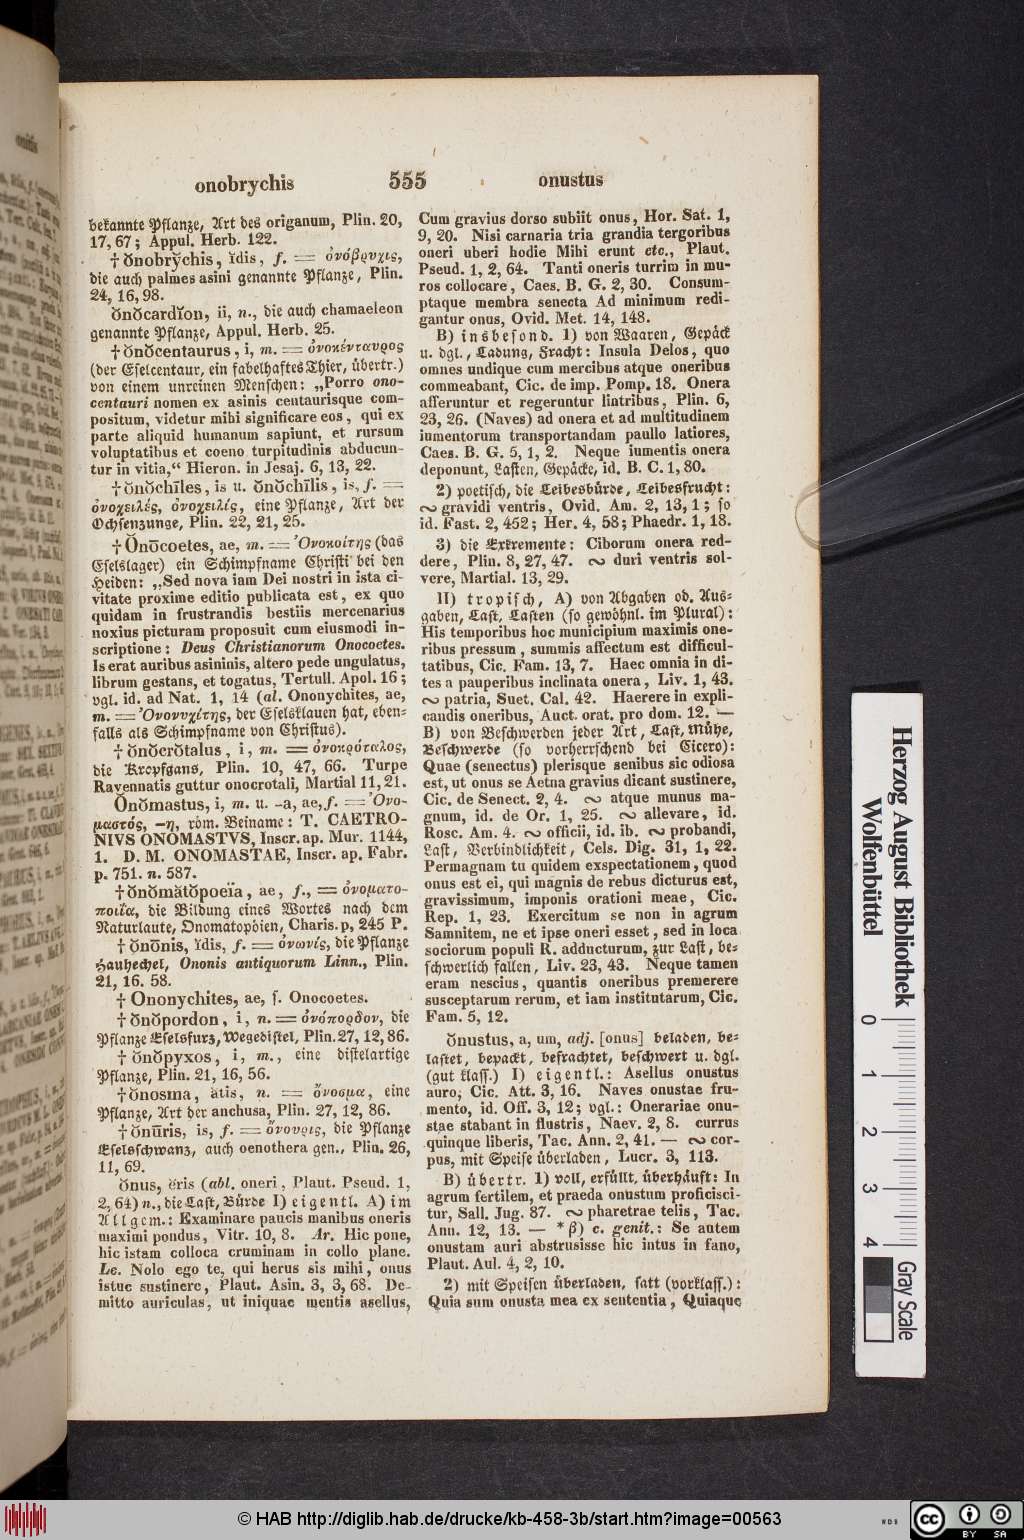 onobrychis 555 onustus
bekannte Pflanze, Art des origanum, Plin. 20,
17, 67; Appul. Herb. 122.
† ŏnobry̆chis, ĭdis, f. == ὀνόβρυχις,
die auch palmes asini genannte Pflanze, Plin.
24, 16, 98.
ŏnŏcardĭon, ii, n., die auch chamaeleon
genannte Pflanze, Appul. Herb. 25.
† ŏnŏcentaurus, i, m. == ὀνοκένταυρος
(der Eselcentaur, ein fabelhaftes Thier, übertr.)
von einem unreinen Menschen: „Porro ono-
centauri nomen ex asinis centaurisque com-
positum, videtur mihi significare eos, qui ex
parte aliquid humanum sapiunt, et rursum
voluptatibus et coeno turpitudinis abducun-
tur in vitia,“ Hieron. in Jesaj. 6, 13, 22.
† ŏnŏchīles, is u. ŏnŏchīlis, is, f. ==
ὀνοχειλές, ὀνοχειλίς, eine Pflanze, Art der
Ochsenzunge, Plin. 22, 21, 25.
† Ŏnŏcoetes, ae, m. == Ὀνοκοίτης (das
Eselslager) ein Schimpfname Christi bei den
Heiden: „Sed nova iam Dei nostri in ista ci-
vitate proxime editio publicata est, ex quo
quidam in frustrandis bestiis mercenarius
noxius picturam proposuit cum eiusmodi in-
scriptione: Deus Christianorum Onocoetes.
Is erat auribus asininis, altero pede ungulatus,
librum gestans, et togatus, Tertull. Apol. 16;
vgl. id. ad Nat. 1, 14 (al. Ononychites, ae,
m. == Ὀνονυχίτης, der Eselsklauen hat, eben-
falls als Schimpfname von Christus).
† ŏnŏcrŏtalus, i, m. == ὀνοκρόταλος,
die Kropfgans, Plin. 10, 47, 66. Turpe
Ravennatis guttur onocrotali, Martial 11, 21.
Ŏnŏmastus, i, m. u. -a, ae, f. == Ὀνο-
μαστός, -η, röm. Beiname: T. CAETRO-
NIVS ONOMASTVS, Inscr. ap. Mur. 1144,
1. D. M. ONOMASTAE, Inscr. ap. Fabr.
p. 751. n. 587.
† ŏnŏmătŏpoeïa, ae, f., == ὀνοματο-
ποιΐα, die Bildung eines Wortes nach dem
Naturlaute, Onomatopöien, Charis. p, 245 P.
† ŏnōnis, ĭdis, f. == ὀνωνίς, die Pflanze
Hauhechel, Ononis antiquorum Linn., Plin.
21, 16. 58.
† Ononychites, ae, s. Onocoetes.
† ŏnŏpordon, i, n. == ὀνόπορδον, die
Pflanze Eselsfurz, Wegedistel, Plin. 27, 12, 86.
† ŏnŏpyxos, i, m., eine distelartige
Pflanze, Plin. 21, 16, 56.
† ŏnosma, ătis, n. == ὄνοσμα, eine
Pflanze, Art der anchusa, Plin. 27, 12, 86.
† ŏnūris, is, f. == ὄνουρις, die Pflanze
Eselsschwanz, auch oenothera gen., Plin. 26,
11, 69.
ŏnus, ĕris (abl. oneri, Plaut. Pseud. 1,
2, 64) n., die Last, Bürde I) eigentl. A) im
Allgem.: Examinare paucis manibus oneris
maximi pondus, Vitr. 10, 8. Ar. Hic pone,
hic istam colloca cruminam in collo plane.
Le. Nolo ego te, qui herus sis mihi, onus
istuc sustinere, Plaut. Asin. 3, 3, 68. De-
mitto auriculas, ut iniquae mentis asellus,
Cum gravius dorso subiit onus, Hor. Sat. 1,
9, 20. Nisi carnaria tria grandia tergoribus
oneri uberi hodie Mihi erunt etc., Plaut.
Pseud. 1, 2, 64. Tanti oneris turrim in mu-
ros collocare, Caes. B. G. 2, 30. Consum-
ptaque membra senecta Ad minimum redi-
gantur onus, Ovid. Met. 14, 148.
B) insbesond. 1) von Waaren, Gepäck
u. dgl., Ladung, Fracht: Insula Delos, quo
omnes undique cum mercibus atque oneribus
commeabant, Cic. de imp. Pomp. 18. Onera
afferuntur et regeruntur lintribus, Plin. 6,
23, 26. (Naves) ad onera et ad multitudinem
iumentorum transportandam paullo latiores,
Caes. B. G. 5, 1, 2. Neque iumentis onera
deponunt, Lasten, Gepäcke, id. B. C. 1, 80.
2) poetisch, die Leibesbürde, Leibesfrucht:
∾ gravidi ventris, Ovid. Am. 2, 13, 1; so
id. Fast. 2, 452; Her. 4, 58; Phaedr. 1, 18.
3) die Exkremente: Ciborum onera red-
dere, Plin. 8, 27, 47. ∾ duri ventris sol-
vere, Martial. 13, 29.
II) tropisch, A) von Abgaben od. Aus-
gaben, Last, Lasten (so gewöhnl. im Plural):
His temporibus hoc municipium maximis one-
ribus pressum, summis affectum est difficul-
tatibus, Cic. Fam. 13, 7. Haec omnia in di-
tes a pauperibus inclinata onera, Liv. 1, 43.
∾ patria, Suet. Cal. 42. Haerere in expli-
candis oneribus, Auct. orat. pro dom. 12. —
B) von Beschwerden jeder Art, Last, Mühe,
Beschwerde (so vorherrschend bei Cicero):
Quae (senectus) plerisque senibus sic odiosa
est, ut onus se Aetna gravius dicant sustinere,
Cic. de Senect. 2, 4. ∾ atque munus ma-
gnum, id. de Or. 1, 25. ∾ allevare, id.
Rosc. Am. 4. ∾ officii, id. ib. ∾ probandi,
Last, Verbindlichkeit, Cels. Dig. 31, 1, 22.
Permagnam tu quidem exspectationem, quod
onus est ei, qui magnis de rebus dicturus est,
gravissimum, imponis orationi meae, Cic.
Rep. 1, 23. Exercitum se non in agrum
Samnitem, ne et ipse oneri esset, sed in loca
sociorum populi R. adducturum, zur Last, be-
schwerlich fallen, Liv. 23, 43. Neque tamen
eram nescius, quantis oneribus premerere
susceptarum rerum, et iam institutarum, Cic.
Fam. 5, 12.
ŏnustus, a, um, adj. [onus] beladen, be-
lastet, bepackt, befrachtet, beschwert u. dgl.
(gut klass.) I) eigentl.: Asellus onustus
auro, Cic. Att. 3, 16. Naves onustae fru-
mento, id. Off. 3, 12; vgl.: Onerariae onu-
stae stabant in flustris, Naev. 2, 8. currus
quinque liberis, Tac. Ann. 2, 41. — ∾ cor-
pus, mit Speise überladen, Lucr. 3, 113.
B) übertr. 1) voll, erfüllt, überhäuft: In
agrum fertilem, et praeda onustum proficisci-
tur, Sall. Jug. 87. ∾ pharetrae telis, Tac.
Ann. 12, 13. — * β) c. genit.: Se autem
onustam auri abstrusisse hic intus in fano,
Plaut. Aul. 4, 2, 10.
2) mit Speisen überladen, satt (vorklass.):
Quia sum onusta mea ex sententia, Quiaque
Herzog August Bibliothek
Wolfenbüttel
0 1 2 3 4
Gray Scale
© HAB http://diglib.hab.de/drucke/kb-458-3b/start.htm?image=00563
cc BY SA